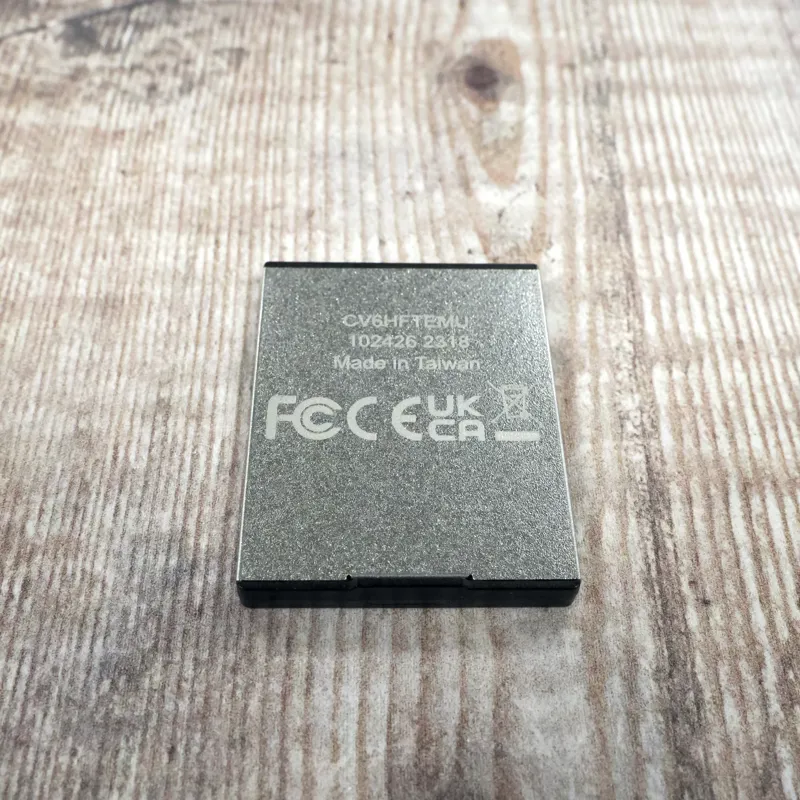 CV6HFTEMU
102426 2318
Made in Taiwan
FC CE UK CA